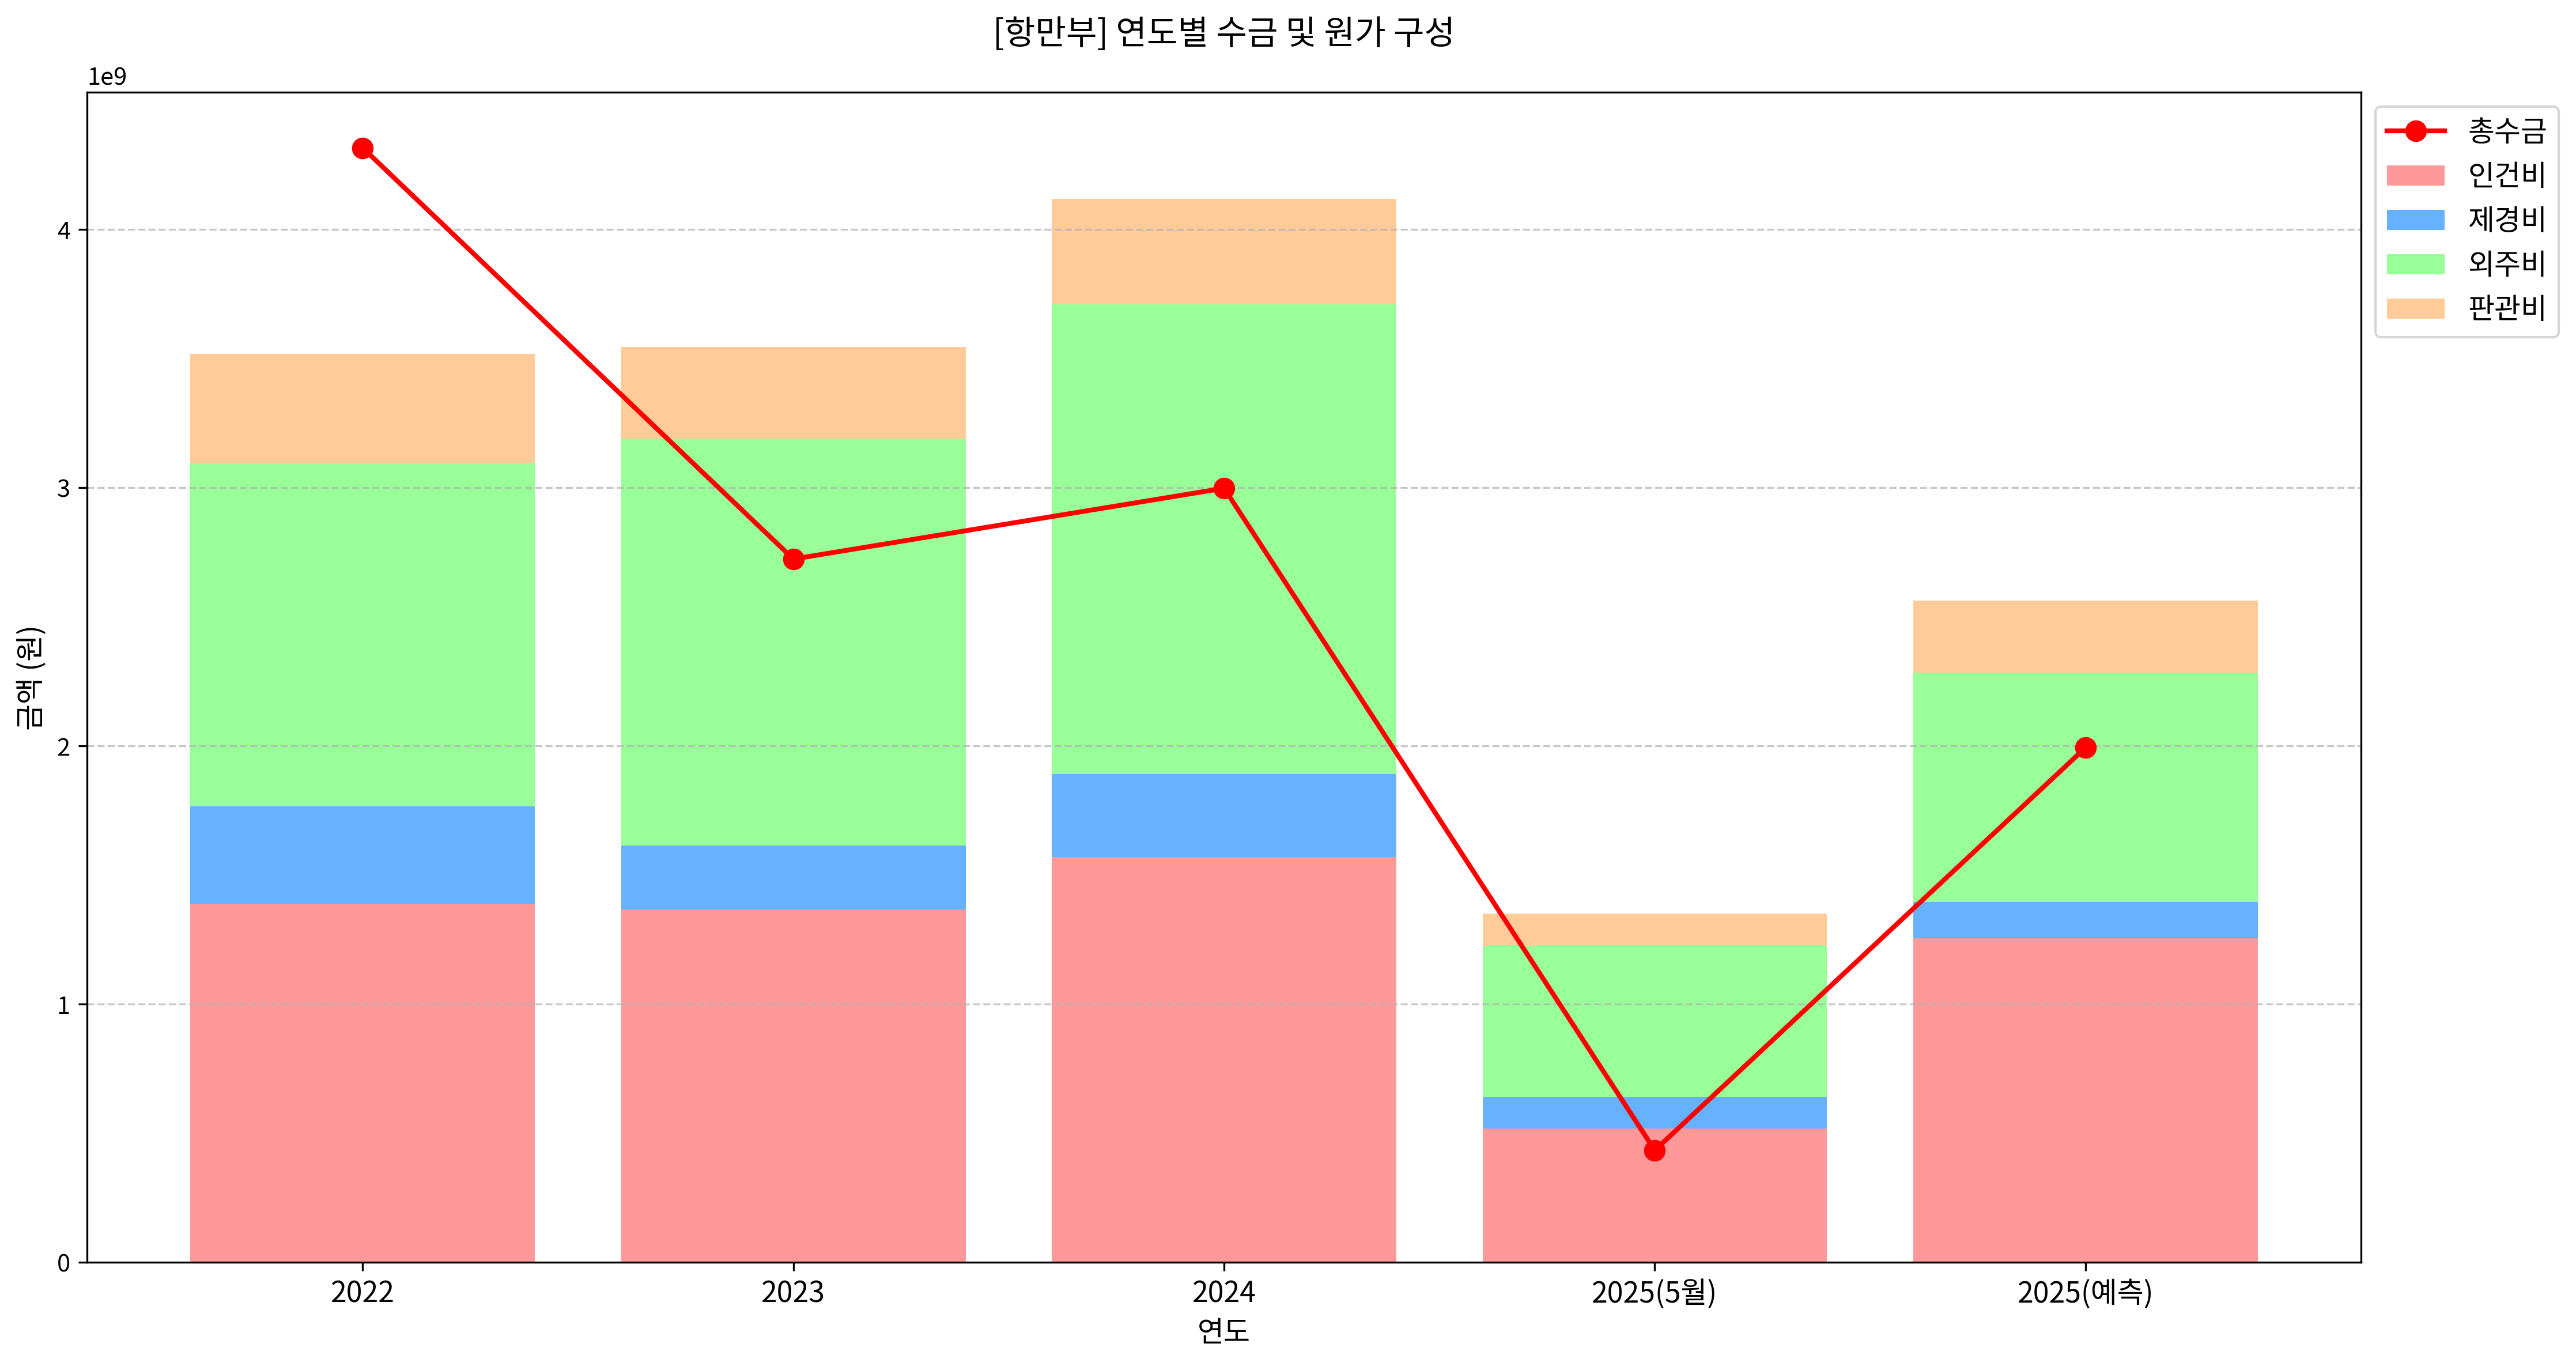 [항만부] 연도별 수금 및 원가 구성
1e9
총수금
인건비
제경비
외주비
판관비
4
3
2
1
0
금액 (원)
2022
2023
2024
2025(5월)
2025(예측)
연도